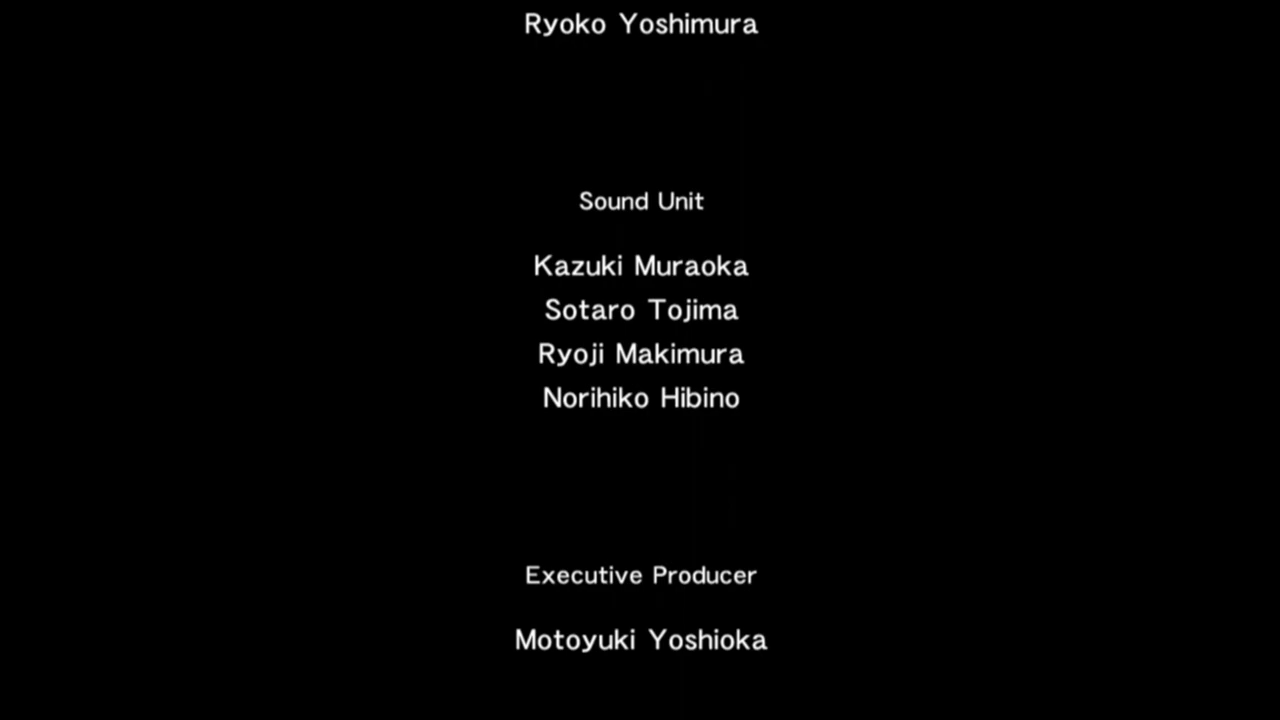 Ryoko Yoshimura
Sound Unit
Kazuki Muraoka
Sotaro Tojima
Ryoji Makimura
Norihiko Hibino
Executive Producer
Motoyuki Yoshioka